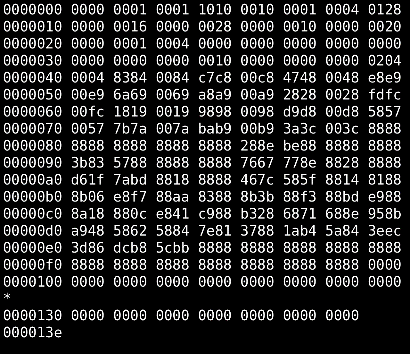 0000000 0000 0001 0001 1010 0010 0001 0004 0128
0000010 0000 0016 0000 0028 0000 0010 0000 0020
0000020 0000 0001 0004 0000 0000 0000 0000 0000
0000030 0000 0000 0000 0010 0000 0000 0000 0204
0000040 0004 8384 0084 c7c8 00c8 4748 0048 e8e9
0000050 00e9 6a69 0069 a8a9 00a9 2828 0028 fdfc
0000060 00fc 1819 0019 9898 0098 d9d8 00d8 5857
0000070 0057 7b7a 007a bab9 00b9 3a3c 003c 8888
0000080 8888 8888 8888 8888 288e be88 8888 8888
0000090 3b83 5788 8888 8888 7667 778e 8828 8888
00000a0 d61f 7abd 8818 8888 467c 585f 8814 8188
00000b0 8b06 e8f7 88aa 8388 8b3b 88f3 88bd e988
00000c0 8a18 880c e841 c988 b328 6871 688e 958b
00000d0 a948 5862 5884 7e81 3788 1ab4 5a84 3eec
00000e0 3d86 dcb8 5cbb 8888 8888 8888 8888 8888
00000f0 8888 8888 8888 8888 8888 8888 8888 0000
0000100 0000 0000 0000 0000 0000 0000 0000 0000
*
0000130 0000 0000 0000 0000 0000 0000 0000
000013e